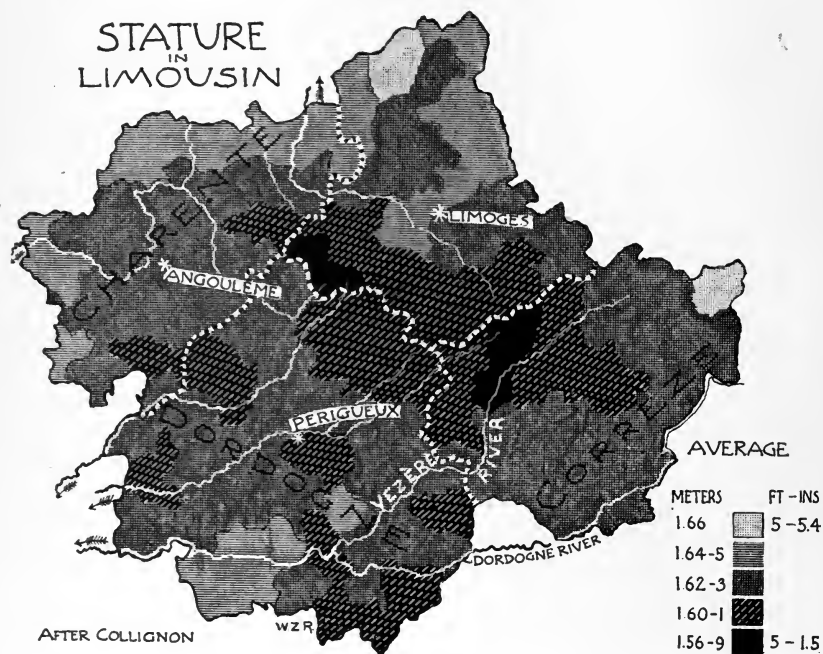 STATURE
IN
LIMOUSIN
CHARENTE
LIMOGES
ANGOULÊME
PERIGUEUX
DORDOGNE
VEZERE RIVER
CORREZE
DORDOGNE RIVER
WZR
AFTER COLLIGNON
AVERAGE
METERS FT-INS
1.66 5-5.4
1.64-5
1.62-3
1.60-1
1.56-9 5-1.5